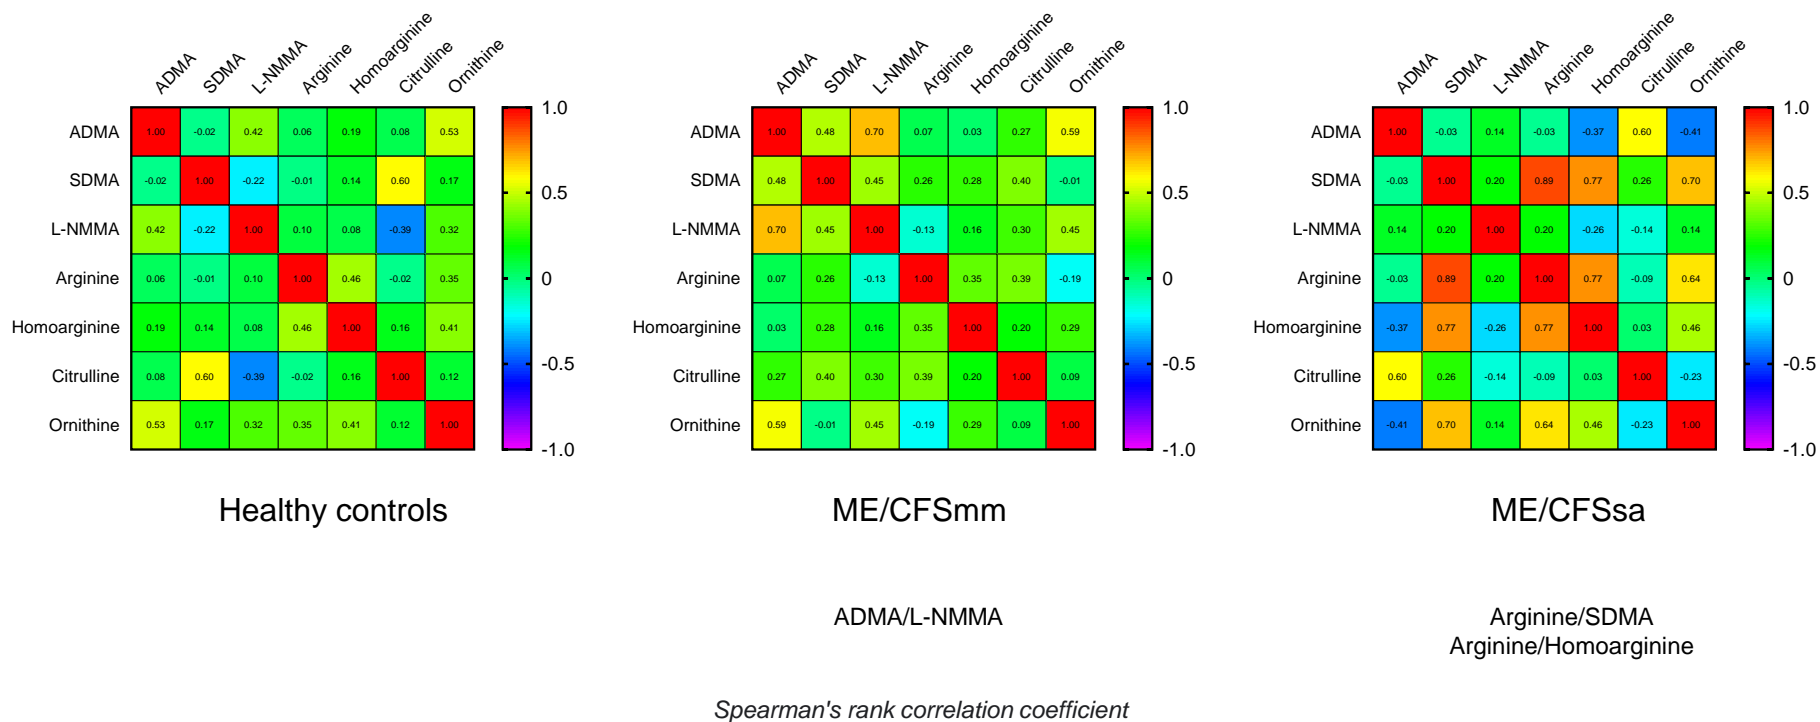 ADMA SDMA L-NMMA Arginine Homoarginine Citrulline Ornithine
ADMA 1.00 -0.02 0.42 0.06 0.19 0.08 0.53
SDMA -0.02 1.00 -0.22 -0.01 0.14 0.60 0.17
L-NMMA 0.42 -0.22 1.00 0.10 0.08 -0.39 0.32
Arginine 0.06 -0.01 0.10 1.00 0.46 -0.02 0.35
Homoarginine 0.19 0.14 0.08 0.46 1.00 0.16 0.41
Citrulline 0.08 0.60 -0.39 -0.02 0.16 1.00 0.12
Ornithine 0.53 0.17 0.32 0.35 0.41 0.12 1.00
1.0
0.5
0
-0.5
-1.0
Healthy controls
ADMA SDMA L-NMMA Arginine Homoarginine Citrulline Ornithine
ADMA 1.00 0.48 0.70 0.07 0.03 0.27 0.59
SDMA 0.48 1.00 0.45 0.26 0.28 0.40 -0.01
L-NMMA 0.70 0.45 1.00 -0.13 0.16 0.30 0.45
Arginine 0.07 0.26 -0.13 1.00 0.35 0.39 -0.19
Homoarginine 0.03 0.28 0.16 0.35 1.00 0.20 0.29
Citrulline 0.27 0.40 0.30 0.39 0.20 1.00 0.09
Ornithine 0.59 -0.01 0.45 -0.19 0.29 0.09 1.00
1.0
0.5
0
-0.5
-1.0
ME/CFSmm
ADMA/L-NMMA
ADMA SDMA L-NMMA Arginine Homoarginine Citrulline Ornithine
ADMA 1.00 -0.03 0.14 -0.03 -0.37 0.60 -0.41
SDMA -0.03 1.00 0.20 0.89 0.77 0.26 0.70
L-NMMA 0.14 0.20 1.00 0.20 -0.26 -0.14 0.14
Arginine -0.03 0.89 0.20 1.00 0.77 -0.09 0.64
Homoarginine -0.37 0.77 -0.26 0.77 1.00 0.03 0.46
Citrulline 0.60 0.26 -0.14 -0.09 0.03 1.00 -0.23
Ornithine -0.41 0.70 0.14 0.64 0.46 -0.23 1.00
1.0
0.5
0
-0.5
-1.0
ME/CFSsa
Arginine/SDMA
Arginine/Homoarginine
Spearman's rank correlation coefficient